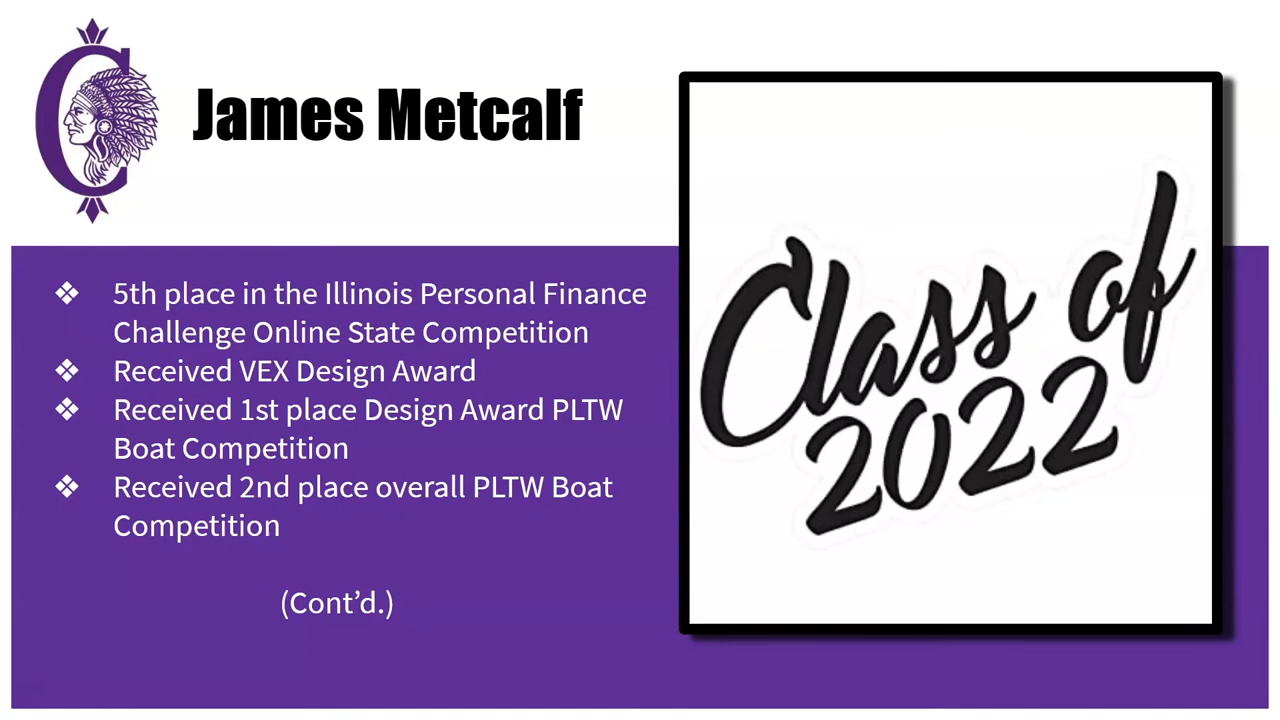 James Metcalf
❖ 5th place in the Illinois Personal Finance
Challenge Online State Competition
❖ Received VEX Design Award
❖ Received 1st place Design Award PLTW
Boat Competition
❖ Received 2nd place overall PLTW Boat
Competition
(Cont’d.)
Class of
2022
C